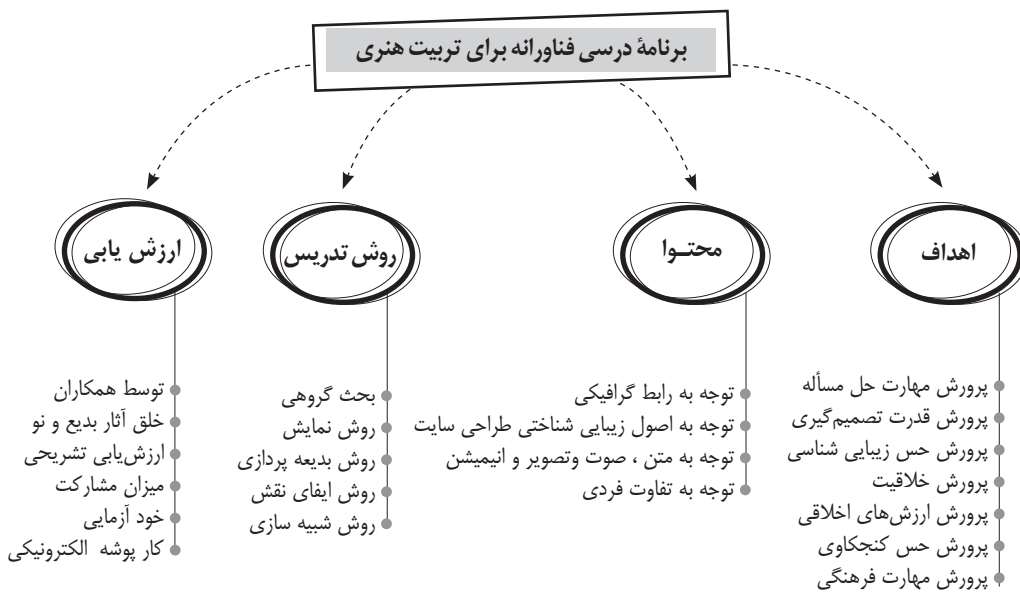 برنامهٔ درسی فناورانه برای تربیت هنری
اهداف
پرورش مهارت حل مسأله
پرورش قدرت تصمیم‌گیری
پرورش حس زیبایی شناسی
پرورش خلاقیت
پرورش ارزش‌های اخلاقی
پرورش حس کنجکاوی
پرورش مهارت فرهنگی
محتـوا
توجه به رابط گرافیکی
توجه به اصول زیبایی شناختی طراحی سایت
توجه به متن ، صوت وتصویر و انیمیشن
توجه به تفاوت فردی
روش تدریس
بحث گروهی
روش نمایش
روش بدیعه پردازی
روش ایفای نقش
روش شبیه سازی
ارزش یابی
توسط همکاران
خلق آثار بدیع و نو
ارزش‌یابی تشریحی
میزان مشارکت
خود آزمایی
کار پوشه الکترونیکی